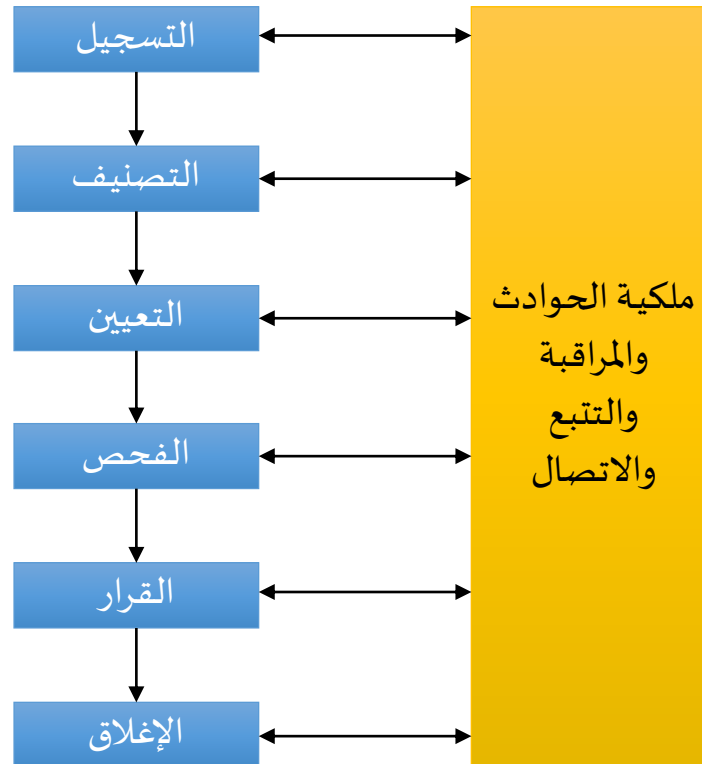 التسجيل
التصنيف
التعيين
الفحص
القرار
الإغلاق
ملكية الحوادث
والمراقبة
والتتبع
والاتصال